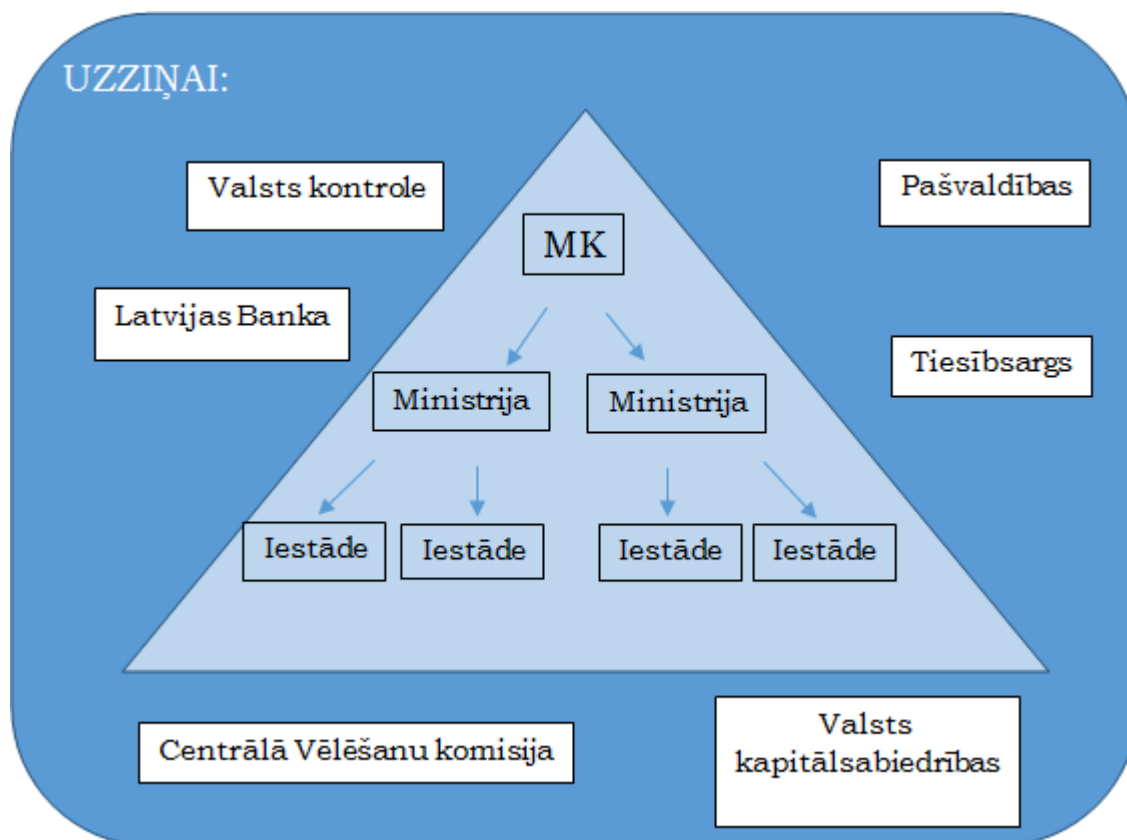 UZZIŅAI:
Valsts kontrole
Pašvaldības
MK
Latvijas Banka
Tiesībsargs
Ministrija
Ministrija
Iestāde
Iestāde
Iestāde
Iestāde
Centrālā Vēlēšanu komisija
Valsts
kapitālsabiedrības